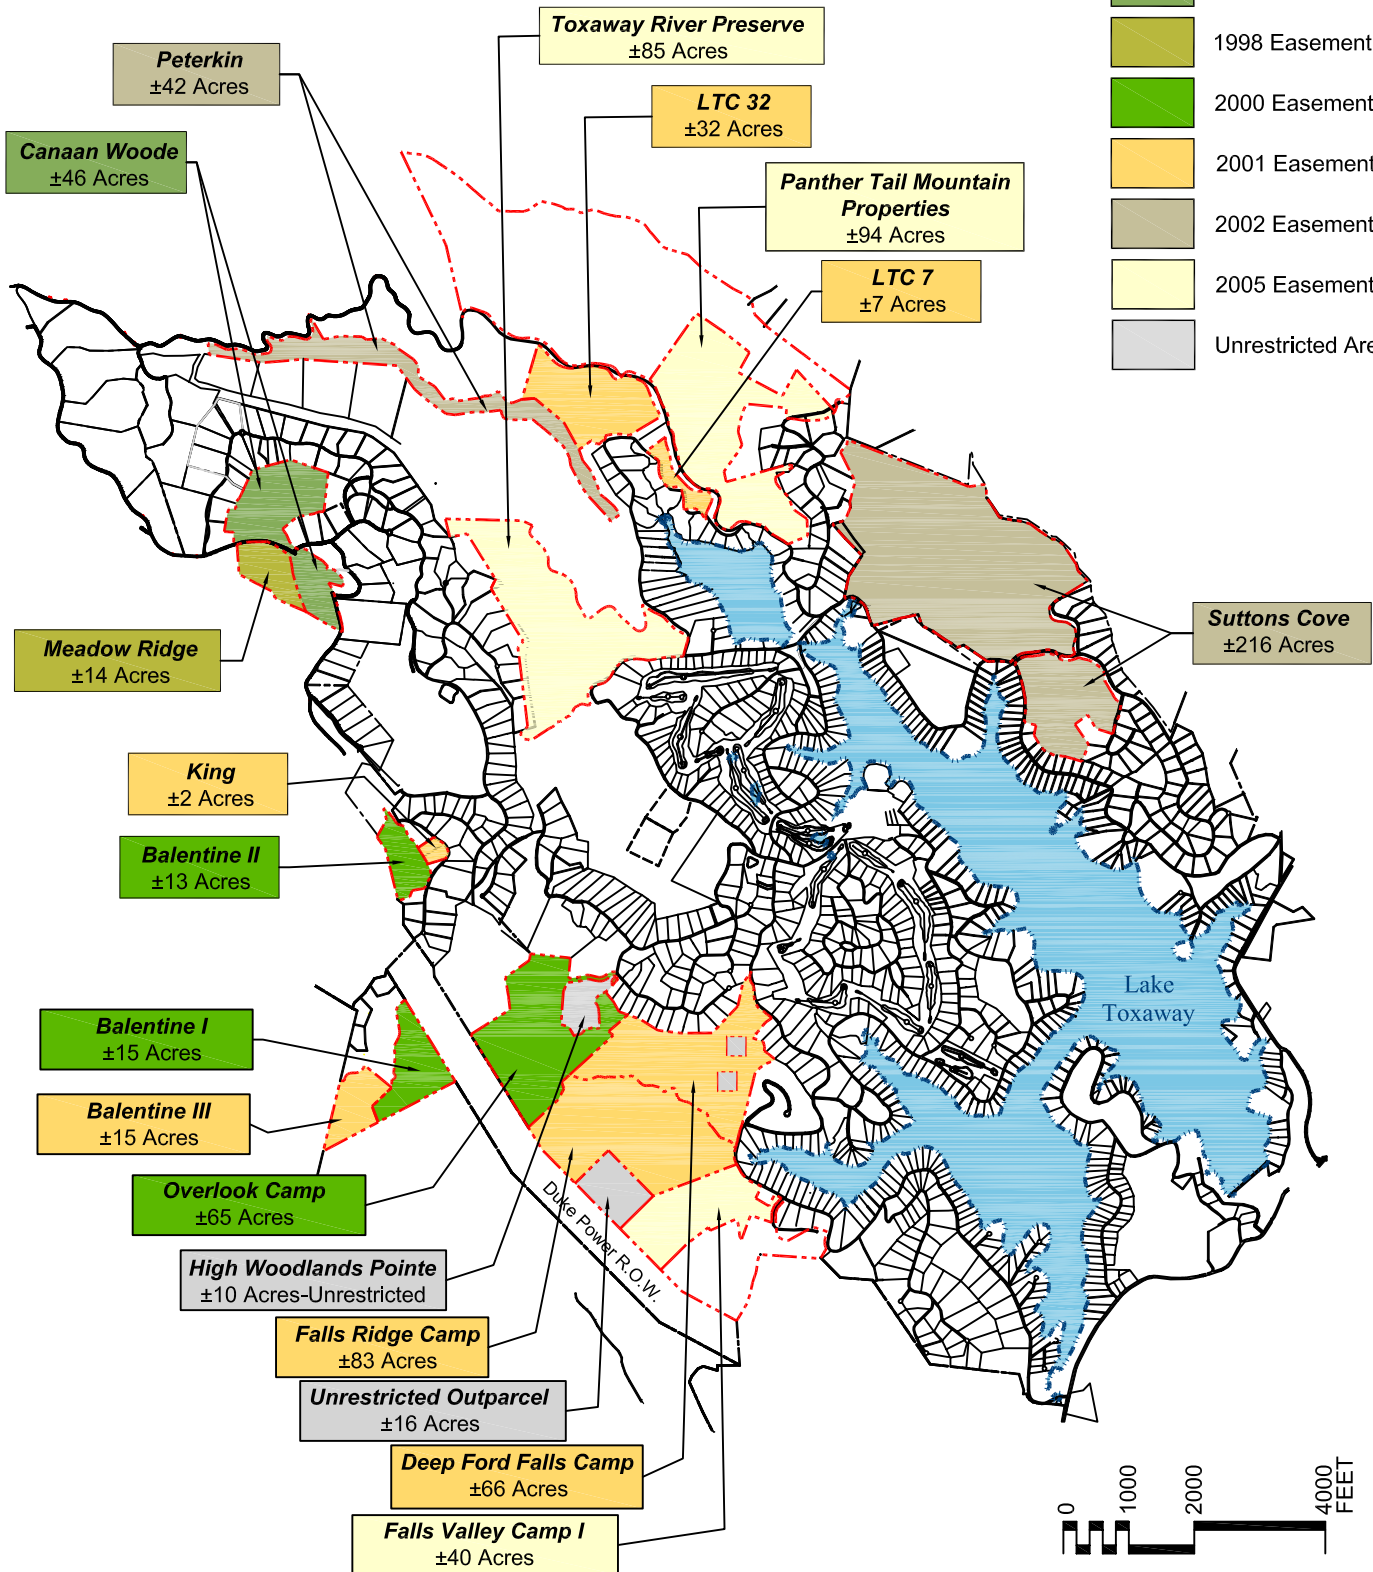 Toxaway River Preserve
±85 Acres
Peterkin
±42 Acres
LTC 32
±32 Acres
Canaan Woode
±46 Acres
Panther Tail Mountain
Properties
±94 Acres
LTC 7
±7 Acres
1998 Easement
2000 Easement
2001 Easement
2002 Easement
2005 Easement
Unrestricted Are
Suttons Cove
±216 Acres
Meadow Ridge
±14 Acres
King
±2 Acres
Balentine II
±13 Acres
Lake
Toxaway
Balentine I
±15 Acres
Balentine III
±15 Acres
Overlook Camp
±65 Acres
Duke Power R.O.W.
High Woodlands Pointe
±10 Acres-Unrestricted
Falls Ridge Camp
±83 Acres
Unrestricted Outparcel
±16 Acres
Deep Ford Falls Camp
±66 Acres
Falls Valley Camp I
±40 Acres
0
1000
2000
4000
FEET